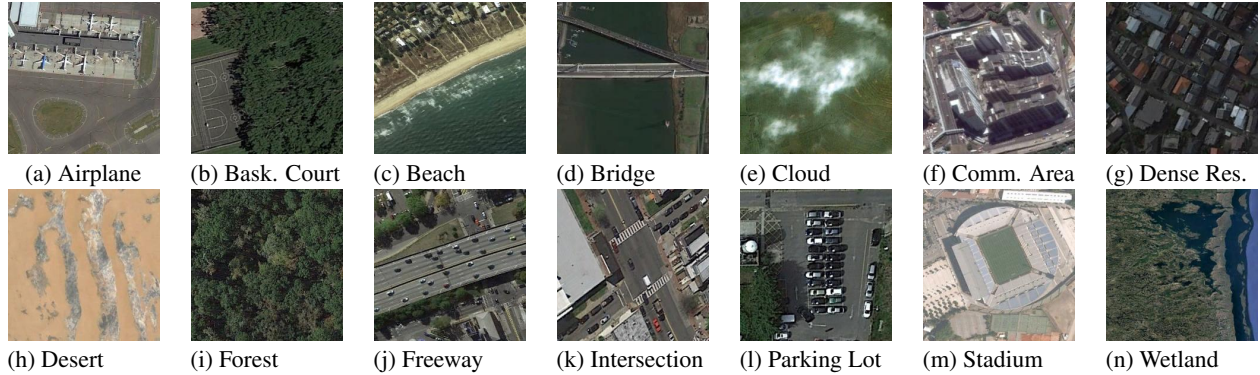 (a) Airplane
(b) Bask. Court
(c) Beach
(d) Bridge
(e) Cloud
(f) Comm. Area
(g) Dense Res.
(h) Desert
(i) Forest
(j) Freeway
(k) Intersection
(l) Parking Lot
(m) Stadium
(n) Wetland